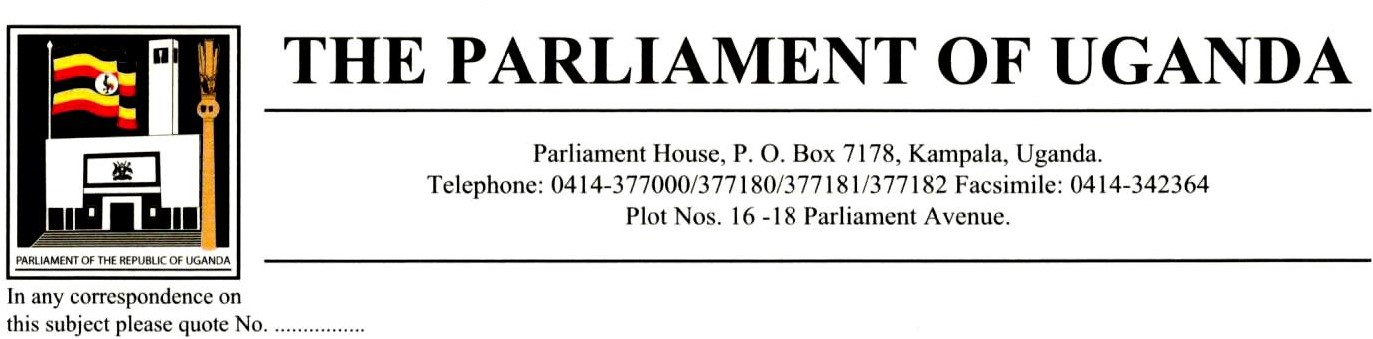 THE PARLIAMENT OF UGANDA
Parliament House, P. O. Box 7178, Kampala, Uganda.
Telephone: 0414-377000/377180/377181/377182 Facsimile: 0414-342364
Plot Nos. 16 -18 Parliament Avenue.
PARLIAMENT OF THE REPUBLIC OF UGANDA
In any correspondence on
this subject please quote No. ................